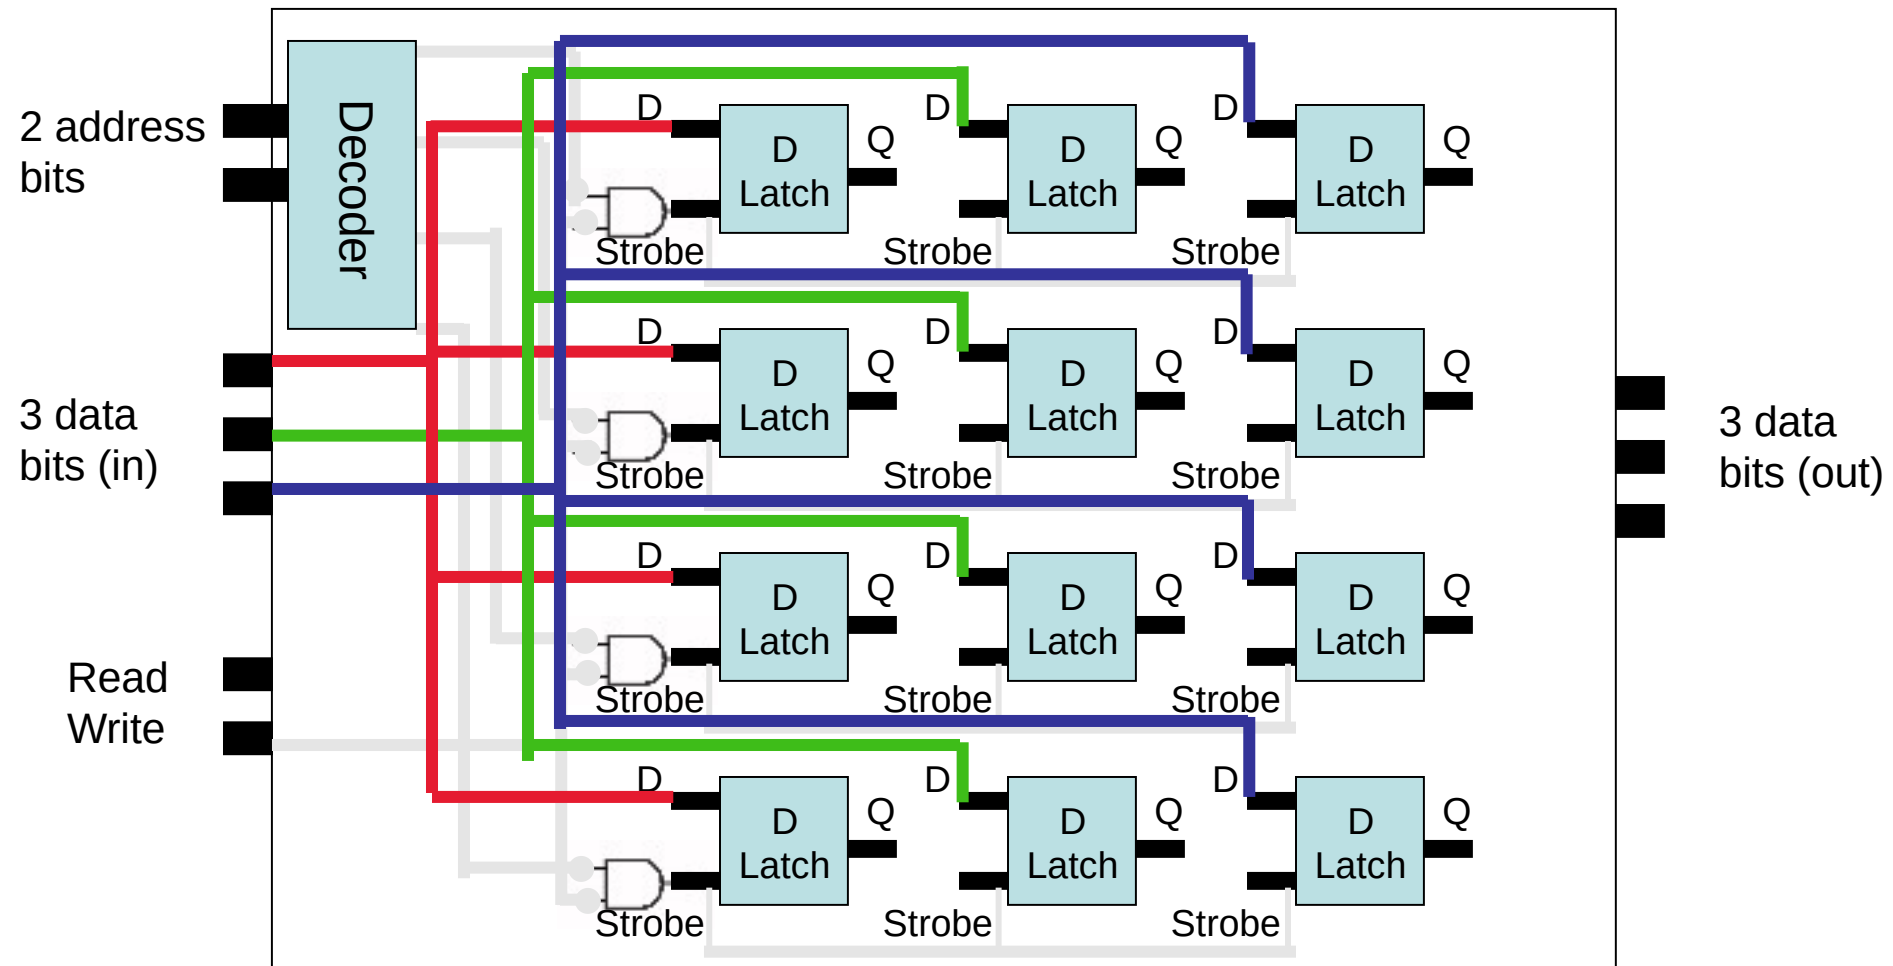 2 address
bits
Decoder
3 data
bits (in)
Read
Write
D
D
Latch
Q
Strobe
D
D
Latch
Q
Strobe
D
D
Latch
Q
Strobe
D
D
Latch
Q
Strobe
D
D
Latch
Q
Strobe
D
D
Latch
Q
Strobe
D
D
Latch
Q
Strobe
D
D
Latch
Q
Strobe
D
D
Latch
Q
Strobe
D
D
Latch
Q
Strobe
D
D
Latch
Q
Strobe
D
D
Latch
Q
Strobe
3 data
bits (out)